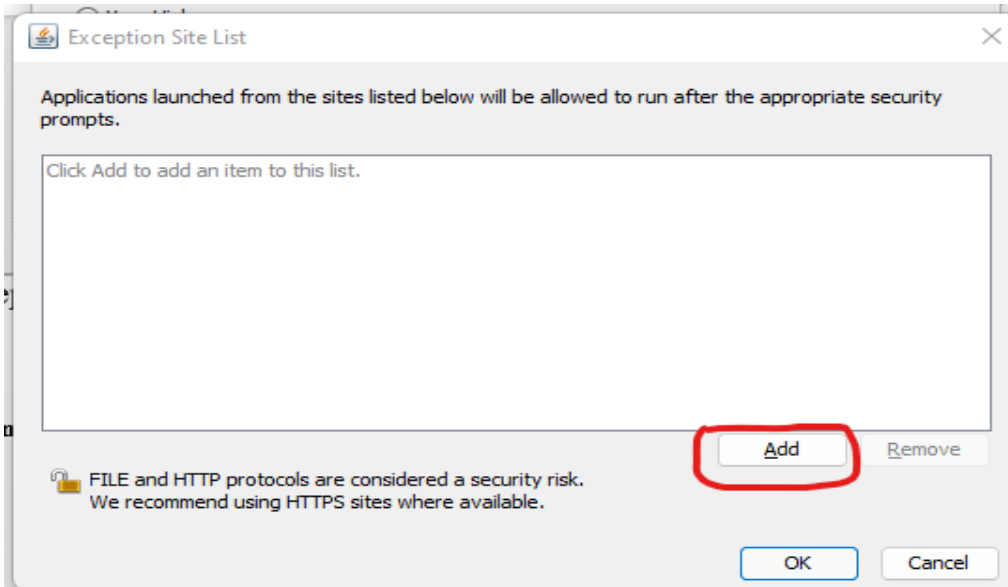 Exception Site List
Applications launched from the sites listed below will be allowed to run after the appropriate security
prompts.
Click Add to add an item to this list.
Add
Remove
FILE and HTTP protocols are considered a security risk.
We recommend using HTTPS sites where available.
OK
Cancel